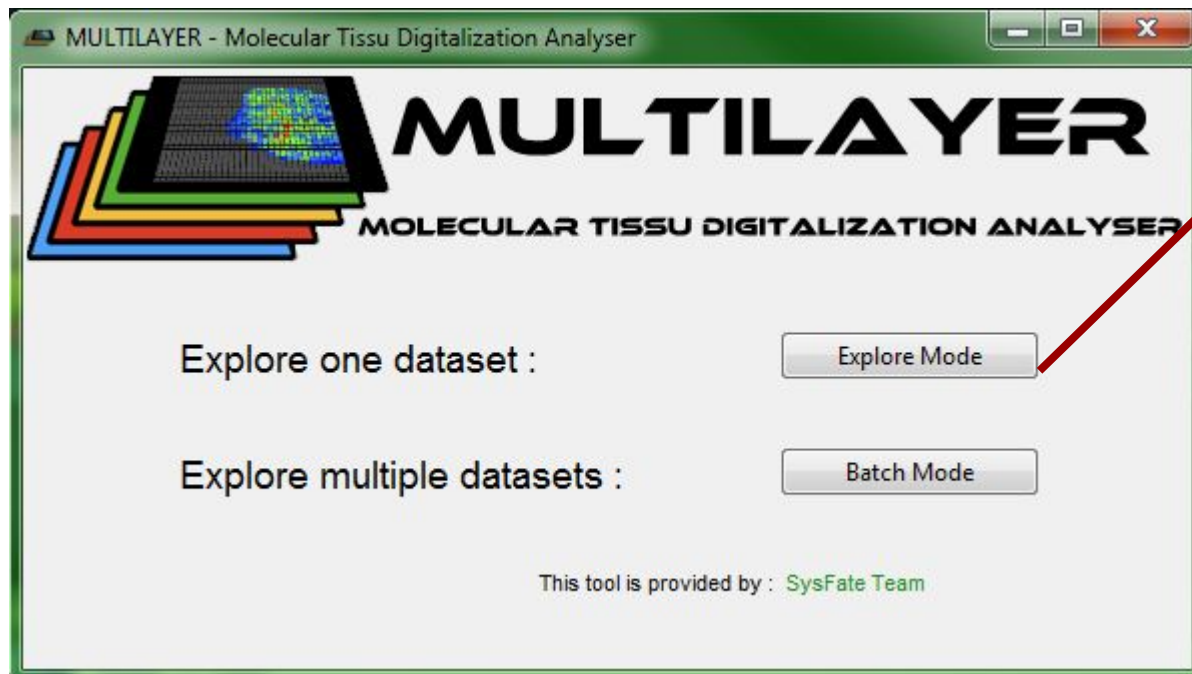 MULTILAYER - Molecular Tissu Digitalization Analyser
MULTILAYER
MOLECULAR TISSU DIGITALIZATION ANALYSER
Explore one dataset :
Explore Mode
Explore multiple datasets :
Batch Mode
This tool is provided by : SysFate Team